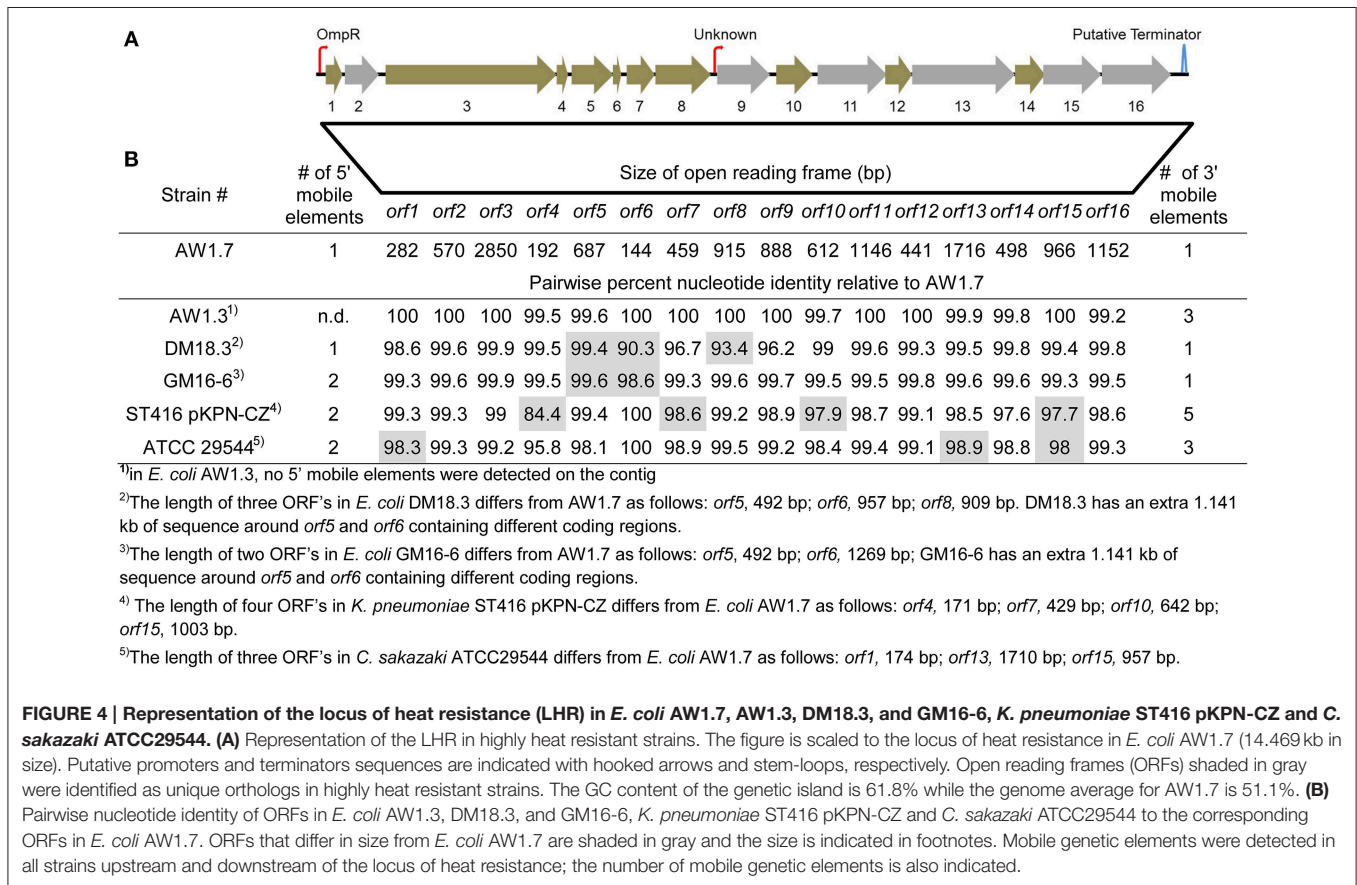 A
OmpR
Unknown
Putative Terminator
1 2 3 4 5 6 7 8 9 10 11 12 13 14 15 16
B
Strain #
# of 5'
mobile
elements
Size of open reading frame (bp)
# of 3'
mobile
elements
orf1 orf2 orf3 orf4 orf5 orf6 orf7 orf8 orf9 orf10 orf11 orf12 orf13 orf14 orf15 orf16
AW1.7 1 282 570 2850 192 687 144 459 915 888 612 1146 441 1716 498 966 1152 1
Pairwise percent nucleotide identity relative to AW1.7
AW1.3¹⁾ n.d. 100 100 100 99.5 99.6 100 100 100 100 99.7 100 100 99.9 99.8 100 99.2 3
DM18.3²⁾ 1 98.6 99.6 99.9 99.5 99.4 90.3 96.7 93.4 96.2 99 99.6 99.3 99.5 99.8 99.4 99.8 1
GM16-6³⁾ 2 99.3 99.6 99.9 99.5 99.6 98.6 99.3 99.6 99.7 99.5 99.5 99.8 99.6 99.6 99.3 99.5 1
ST416 pKPN-CZ⁴⁾ 2 99.3 99.3 99 84.4 99.4 100 98.6 99.2 98.9 97.9 98.7 99.1 98.5 97.6 97.7 98.6 5
ATCC 29544⁵⁾ 2 98.3 99.3 99.2 95.8 98.1 100 98.9 99.5 99.2 98.4 99.4 99.1 98.9 98.8 98 99.3 3
¹⁾in E. coli AW1.3, no 5' mobile elements were detected on the contig
²⁾The length of three ORF's in E. coli DM18.3 differs from AW1.7 as follows: orf5, 492 bp; orf6, 957 bp; orf8, 909 bp. DM18.3 has an extra 1.141
kb of sequence around orf5 and orf6 containing different coding regions.
³⁾The length of two ORF's in E. coli GM16-6 differs from AW1.7 as follows: orf5, 492 bp; orf6, 1269 bp; GM16-6 has an extra 1.141 kb of
sequence around orf5 and orf6 containing different coding regions.
⁴⁾ The length of four ORF's in K. pneumoniae ST416 pKPN-CZ differs from E. coli AW1.7 as follows: orf4, 171 bp; orf7, 429 bp; orf10, 642 bp;
orf15, 1003 bp.
⁵⁾The length of three ORF's in C. sakazaki ATCC29544 differs from E. coli AW1.7 as follows: orf1, 174 bp; orf13, 1710 bp; orf15, 957 bp.
FIGURE 4 | Representation of the locus of heat resistance (LHR) in E. coli AW1.7, AW1.3, DM18.3, and GM16-6, K. pneumoniae ST416 pKPN-CZ and C.
sakazaki ATCC29544. (A) Representation of the LHR in highly heat resistant strains. The figure is scaled to the locus of heat resistance in E. coli AW1.7 (14.469 kb in
size). Putative promoters and terminators sequences are indicated with hooked arrows and stem-loops, respectively. Open reading frames (ORFs) shaded in gray
were identified as unique orthologs in highly heat resistant strains. The GC content of the genetic island is 61.8% while the genome average for AW1.7 is 51.1%. (B)
Pairwise nucleotide identity of ORFs in E. coli AW1.3, DM18.3, and GM16-6, K. pneumoniae ST416 pKPN-CZ and C. sakazaki ATCC29544 to the corresponding
ORFs in E. coli AW1.7. ORFs that differ in size from E. coli AW1.7 are shaded in gray and the size is indicated in footnotes. Mobile genetic elements were detected in
all strains upstream and downstream of the locus of heat resistance; the number of mobile genetic elements is also indicated.